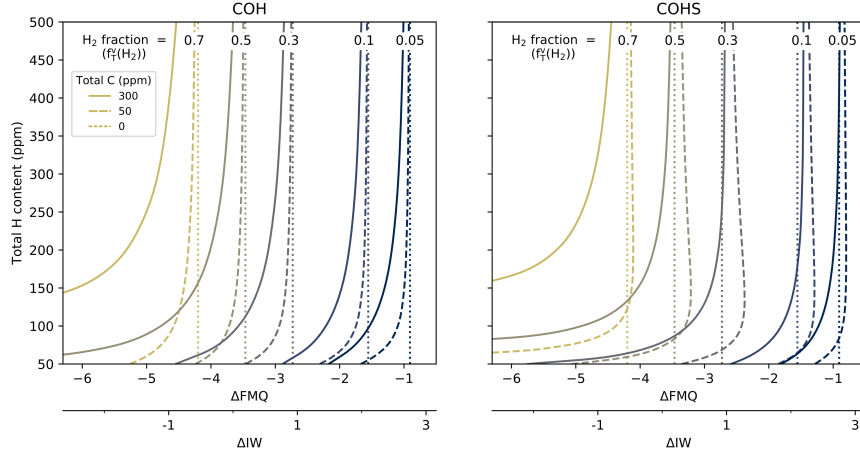 COH
H₂ fraction = 0.7 0.5 0.3 0.1 0.05
(fᵥT(H₂))
Total C (ppm)
300
50
0
Total H content (ppm)
500
450
400
350
300
250
200
150
100
50
−6 −5 −4 −3 −2 −1
ΔFMQ
-1 1 3
ΔIW
COHS
H₂ fraction = 0.7 0.5 0.3 0.1 0.05
(fᵥT(H₂))
−6 −5 −4 −3 −2 −1
ΔFMQ
-1 1 3
ΔIW